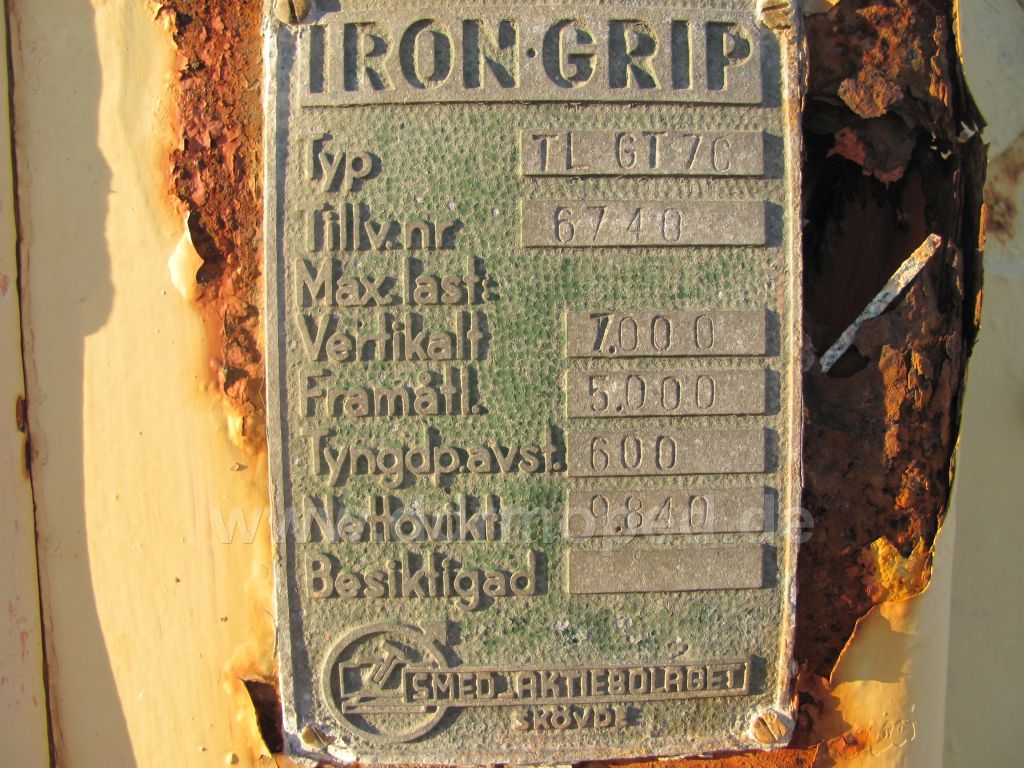 IRON·GRIP
Typ TL GT 7C
Tillv.nr 6740
Max.last:
Vertikalt 7.000
Framåtl. 5.000
Tyngdp.avst. 600
Nettovikt 9.840
Besiktigad
SMED AKTIEBOLAGET
SKÖVDE